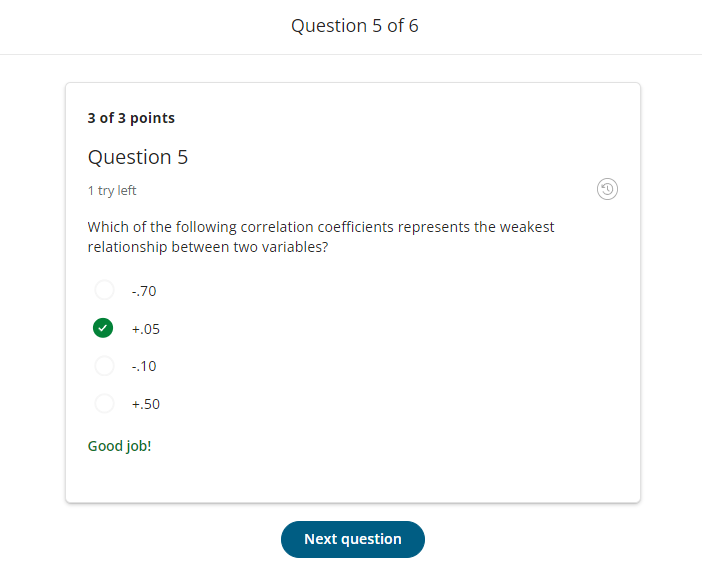 Question 5 of 6
3 of 3 points
Question 5
1 try left
Which of the following correlation coefficients represents the weakest
relationship between two variables?
-.70
+.05
-.10
+.50
Good job!
Next question